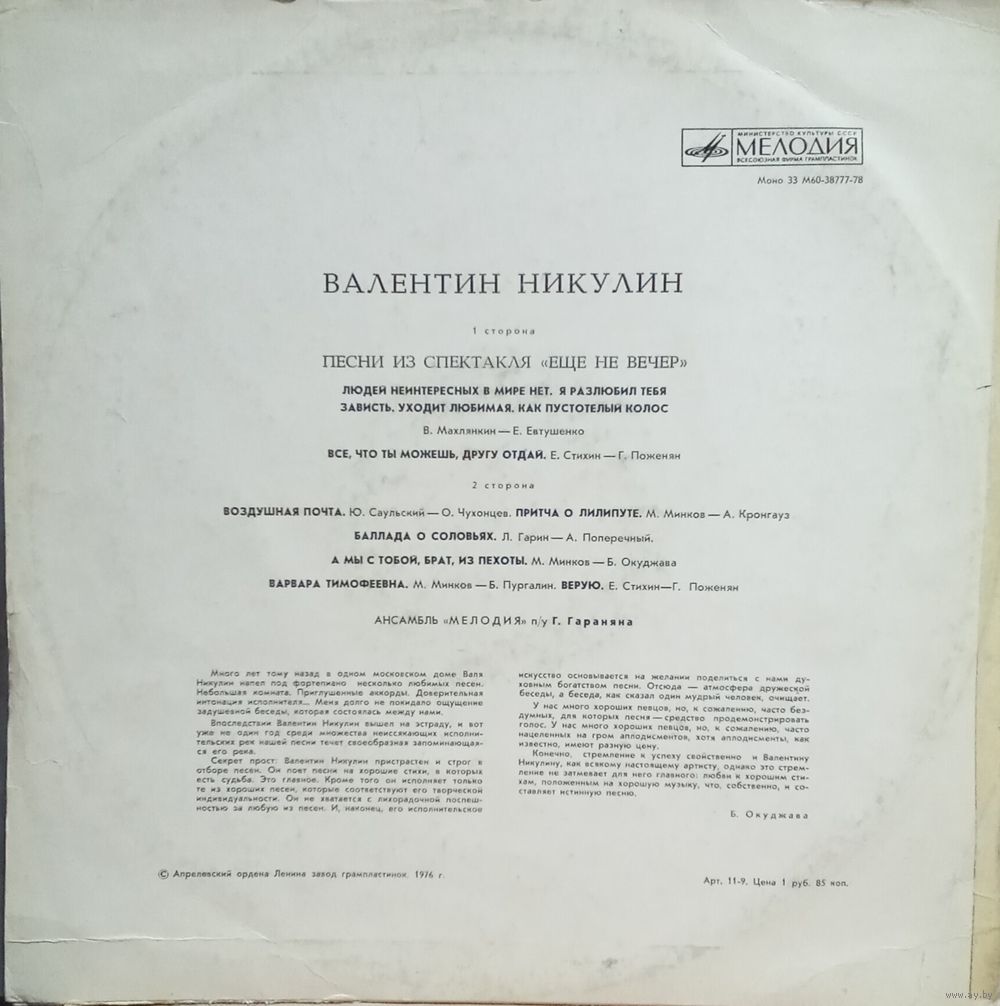 МИНИСТЕРСТВО КУЛЬТУРЫ СССР
МЕЛОДИЯ
ВСЕСОЮЗНАЯ ФИРМА ГРАМПЛАСТИНОК
Моно 33 М60-38777-78
ВАЛЕНТИН НИКУЛИН
1 сторона
ПЕСНИ ИЗ СПЕКТАКЛЯ «ЕЩЕ НЕ ВЕЧЕР»
ЛЮДЕЙ НЕИНТЕРЕСНЫХ В МИРЕ НЕТ. Я РАЗЛЮБИЛ ТЕБЯ
ЗАВИСТЬ. УХОДИТ ЛЮБИМАЯ. КАК ПУСТОТЕЛЫЙ КОЛОС
В. Махлянкин — Е. Евтушенко
ВСЕ, ЧТО ТЫ МОЖЕШЬ, ДРУГУ ОТДАЙ. Е. Стихин — Г. Поженян
2 сторона
ВОЗДУШНАЯ ПОЧТА. Ю. Саульский — О. Чухонцев. ПРИТЧА О ЛИЛИПУТЕ. М. Минков — А. Кронгауз
БАЛЛАДА О СОЛОВЬЯХ. Л. Гарин — А. Поперечный.
А МЫ С ТОБОЙ, БРАТ, ИЗ ПЕХОТЫ. М. Минков — Б. Окуджава
ВАРВАРА ТИМОФЕЕВНА. М. Минков — Б. Пургалин. ВЕРУЮ. Е. Стихин—Г. Поженян
АНСАМБЛЬ «МЕЛОДИЯ» п/у Г. Гараняна
Много лет тому назад в одном московском доме Валя
Никулин напел под фортепиано несколько любимых песен.
Небольшая комната. Приглушенные аккорды. Доверительная
интонация исполнителя... Меня долго не покидало ощущение
задушевной беседы, которая состоялась между нами.
Впоследствии Валентин Никулин вышел на эстраду, и вот
уже не один год среди множества неиссякающих исполни-
тельских рек нашей песни течет своеобразная запоминающая-
ся его река.
Секрет прост: Валентин Никулин пристрастен и строг в
отборе песен. Он поет песни на хорошие стихи, в которых
есть судьба. Это главное. Кроме того он исполняет только
те из хороших песен, которые соответствуют его творческой
индивидуальности. Он не хватается с лихорадочной поспеш-
ностью за любую из песен. И, наконец, его исполнительское
искусство основывается на желании поделиться с нами ду-
ховным богатством песни. Отсюда — атмосфера дружеской
беседы, а беседа, как сказал один мудрый человек, очищает.
У нас много хороших певцов, но, к сожалению, часто без-
думных, для которых песня — средство продемонстрировать
голос. У нас много хороших певцов, но, к сожалению, часто
нацеленных на гром аплодисментов, хотя аплодисменты, как
известно, имеют разную цену.
Конечно, стремление к успеху свойственно и Валентину
Никулину, как всякому настоящему артисту, однако это стрем-
ление не затмевает для него главного: любви к хорошим сти-
хам, положенным на хорошую музыку, что, собственно, и со-
ставляет истинную песню.
Б. Окуджава
© Апрелевский ордена Ленина завод грампластинок. 1976 г.
Арт. 11-9. Цена 1 руб. 85 коп.
www.ay.by